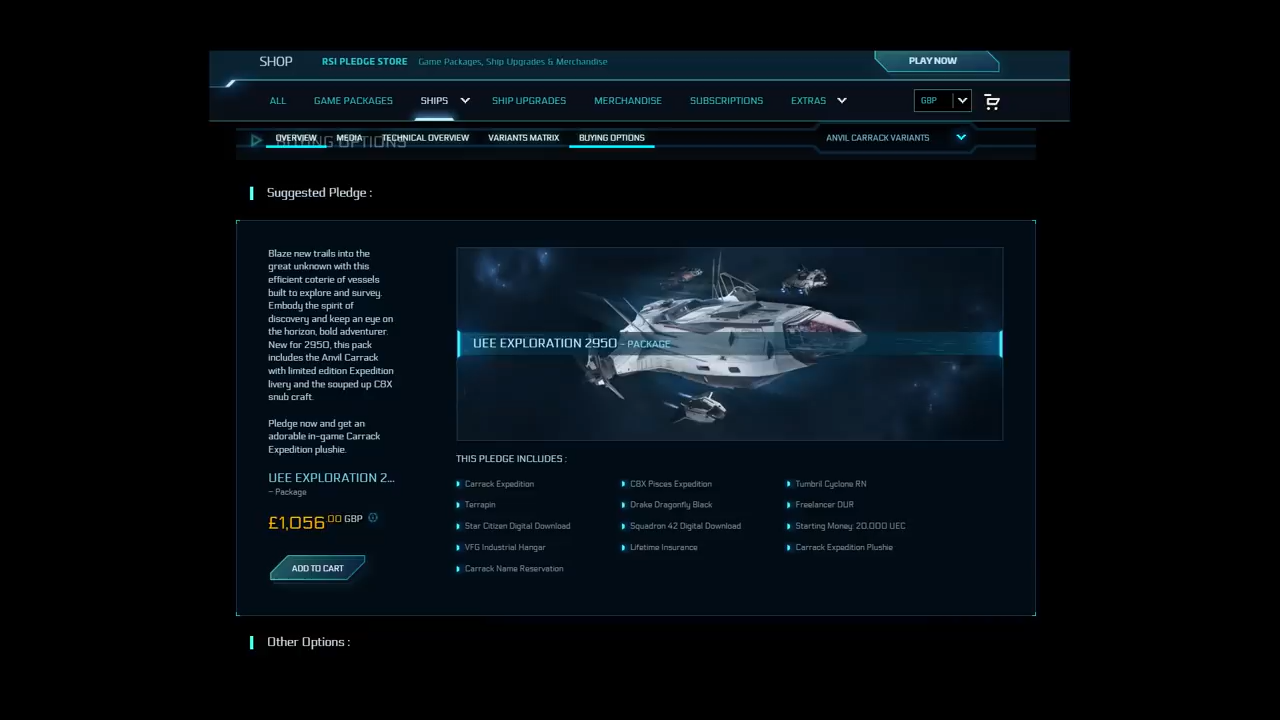 SHOP RSI PLEDGE STORE Game Packages, Ship Upgrades & Merchandise PLAY NOW
ALL GAME PACKAGES SHIPS SHIP UPGRADES MERCHANDISE SUBSCRIPTIONS EXTRAS GBP
OVERVIEW MEDIA TECHNICAL OVERVIEW VARIANTS MATRIX BUYING OPTIONS ANVIL CARRACK VARIANTS
BUYING OPTIONS
Suggested Pledge :
Blaze new trails into the
great unknown with this
efficient coterie of vessels
built to explore and survey.
Embody the spirit of
discovery and keep an eye on
the horizon, bold adventurer.
New for 2950, this pack
includes the Anvil Carrack
with limited edition Expedition
livery and the souped up C8X
snub craft.
Pledge now and get an
adorable in-game Carrack
Expedition plushie.
UEE EXPLORATION 2...
– Package
£1,056.00 GBP
ADD TO CART
UEE EXPLORATION 2950 – PACKAGE
THIS PLEDGE INCLUDES :
Carrack Expedition C8X Pisces Expedition Tumbril Cyclone RN
Terrapin Drake Dragonfly Black Freelancer DUR
Star Citizen Digital Download Squadron 42 Digital Download Starting Money: 20,000 UEC
VFG Industrial Hangar Lifetime Insurance Carrack Expedition Plushie
Carrack Name Reservation
Other Options :